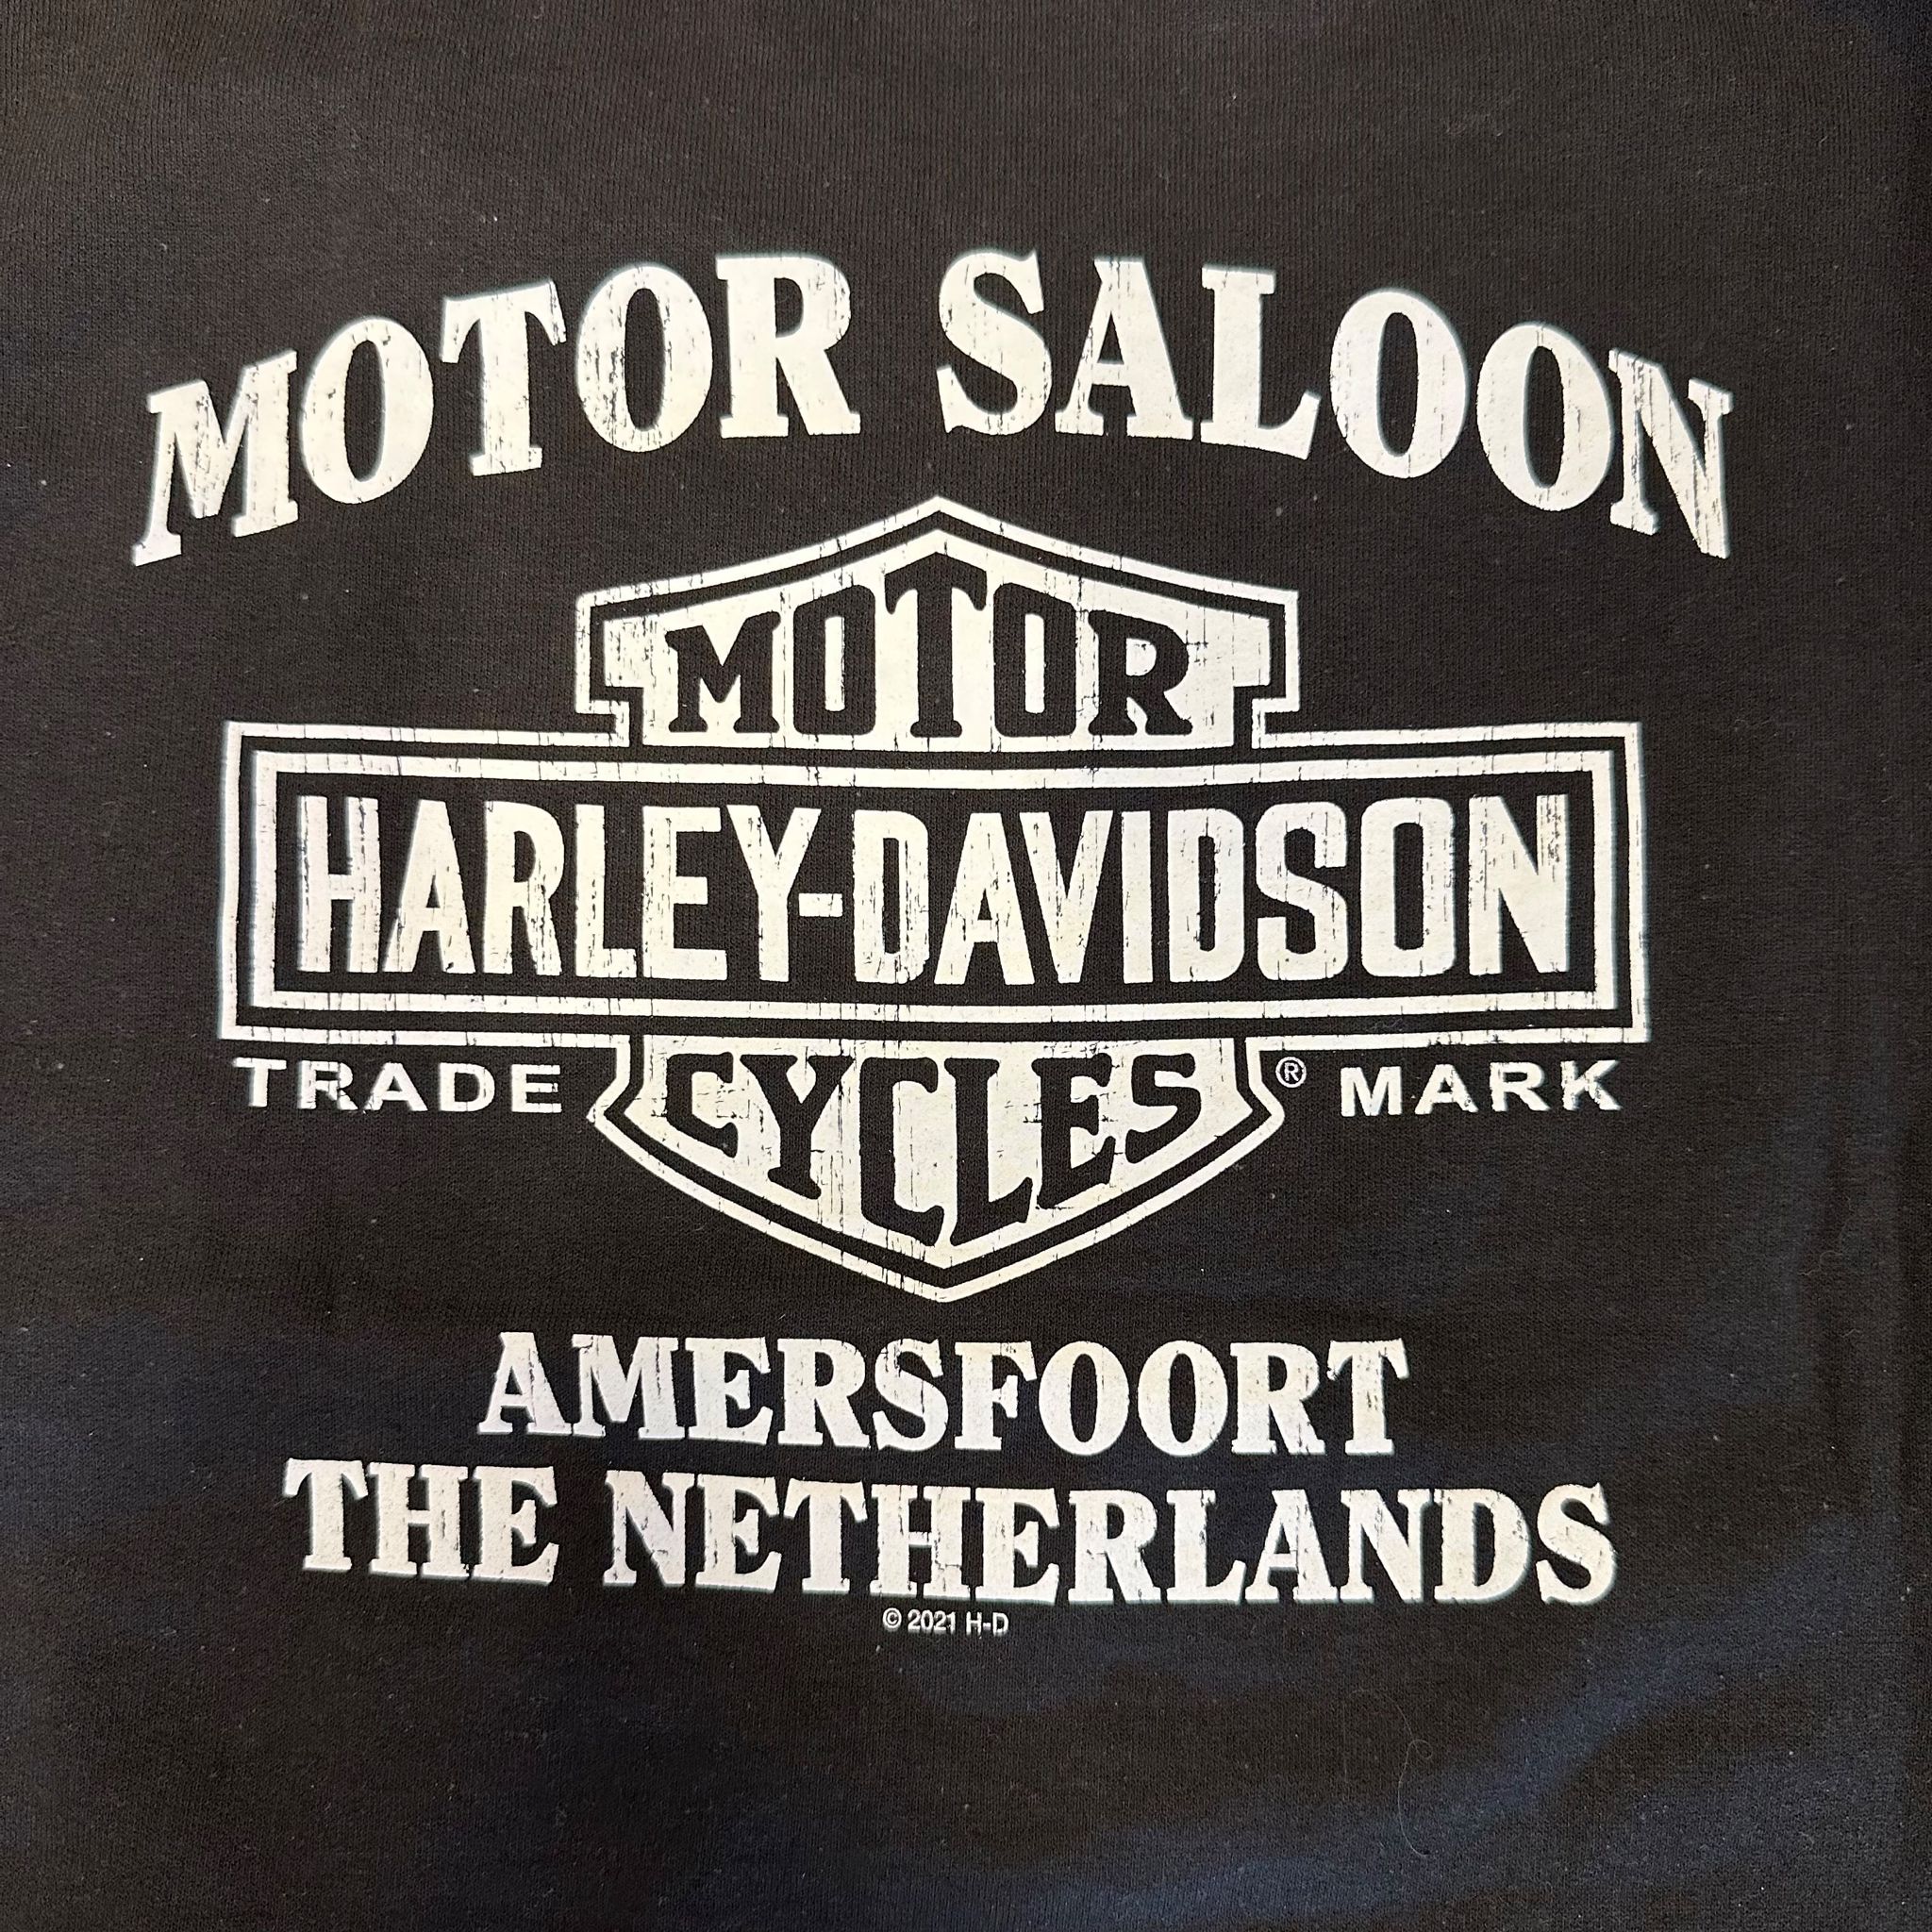 MOTOR SALOON
MOTOR
HARLEY-DAVIDSON
TRADE CYCLES ® MARK
AMERSFOORT
THE NETHERLANDS
© 2021 H-D